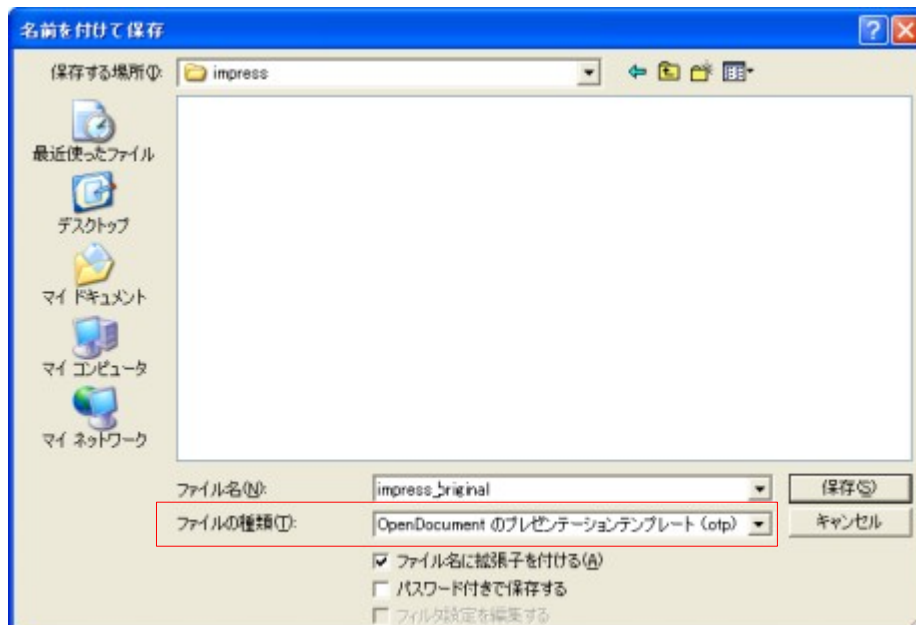 名前を付けて保存
保存する場所(I):
impress
最近使ったファイル
デスクトップ
マイ ドキュメント
マイ コンピュータ
マイ ネットワーク
ファイル名(N):
impress_original
保存(S)
ファイルの種類(T):
OpenDocument のプレゼンテーションテンプレート (otp)
キャンセル
ファイル名に拡張子を付ける(A)
パスワード付きで保存する
フィルタ設定を編集する